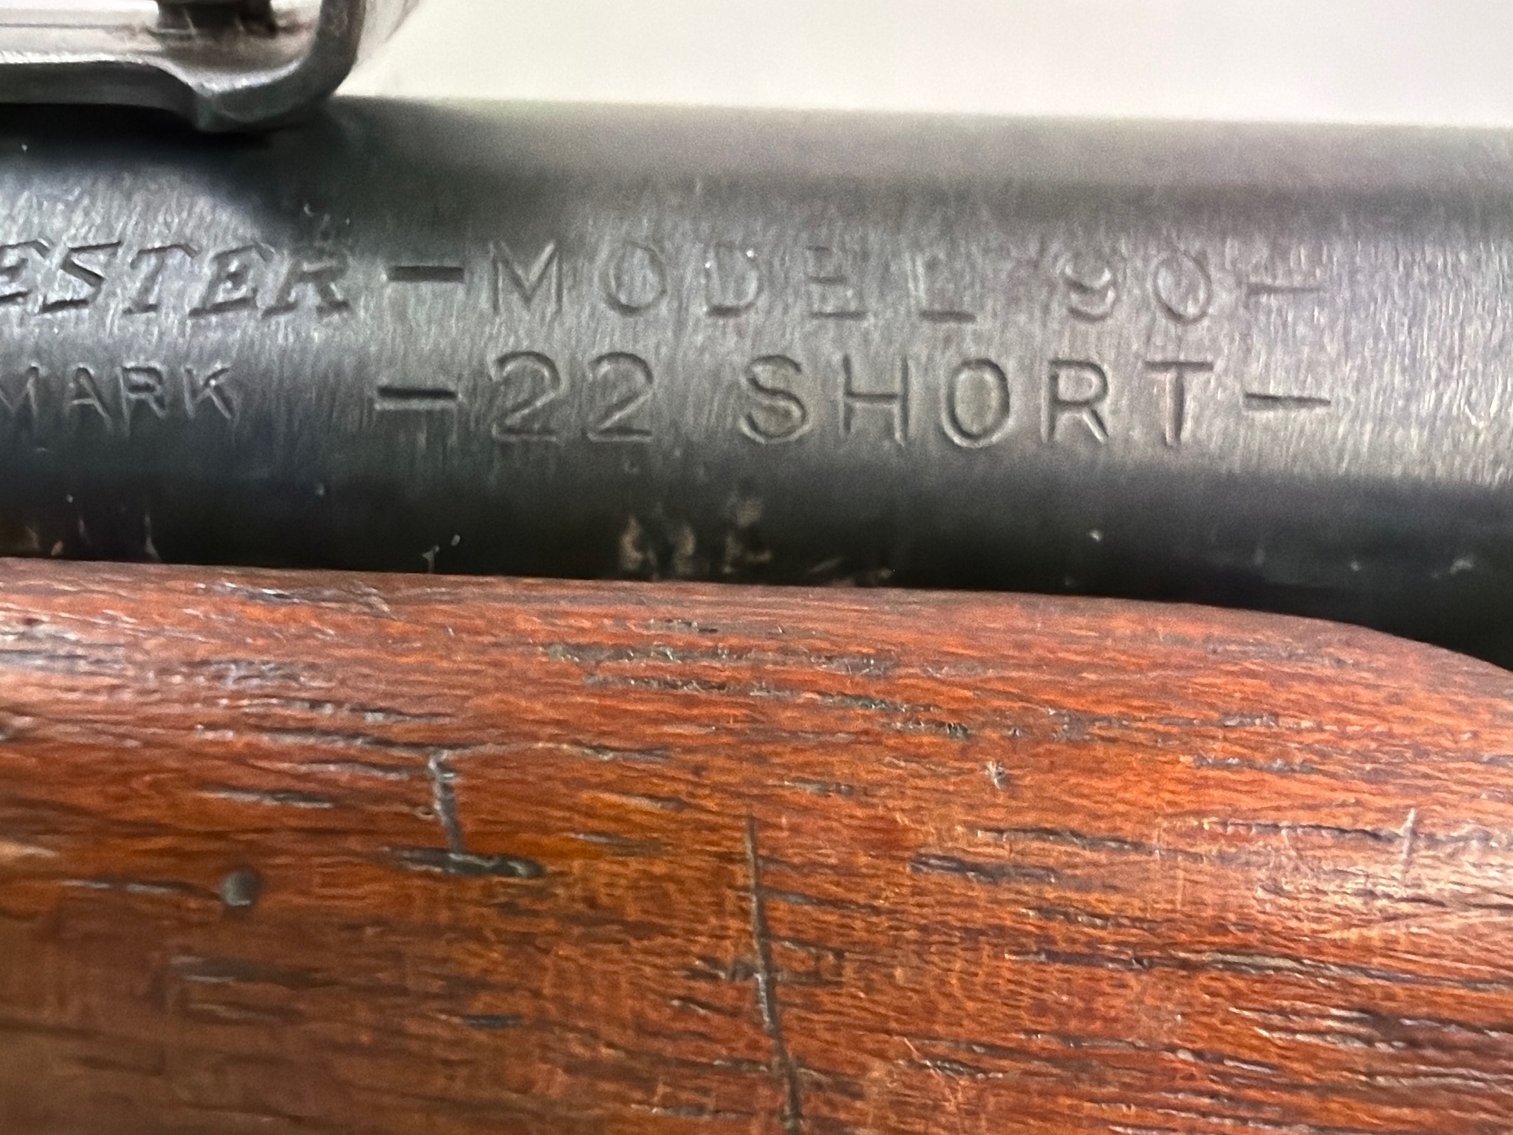 ESTER -MODEL 90-
MARK -22 SHORT-